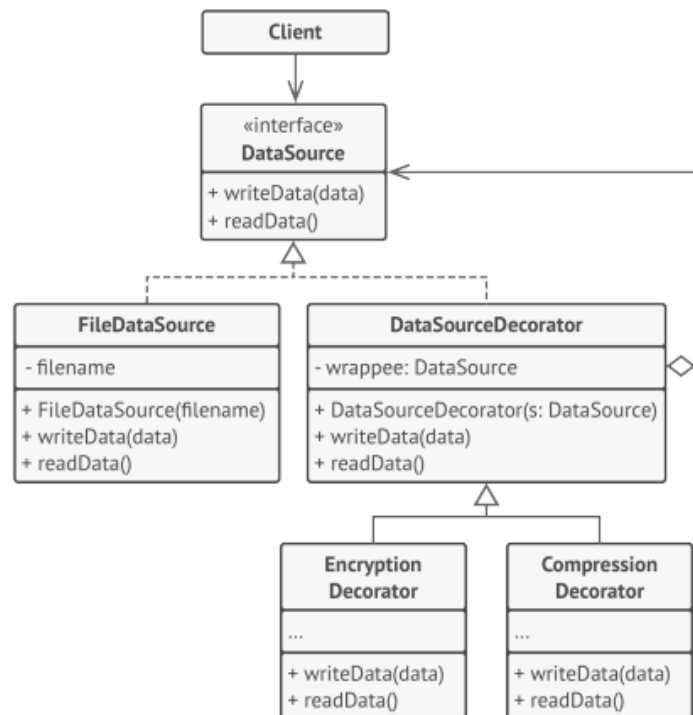 Client
«interface»
DataSource
+ writeData(data)
+ readData()
FileDataSource
- filename
+ FileDataSource(filename)
+ writeData(data)
+ readData()
DataSourceDecorator
- wrappee: DataSource
+ DataSourceDecorator(s: DataSource)
+ writeData(data)
+ readData()
Encryption
Decorator
...
+ writeData(data)
+ readData()
Compression
Decorator
...
+ writeData(data)
+ readData()